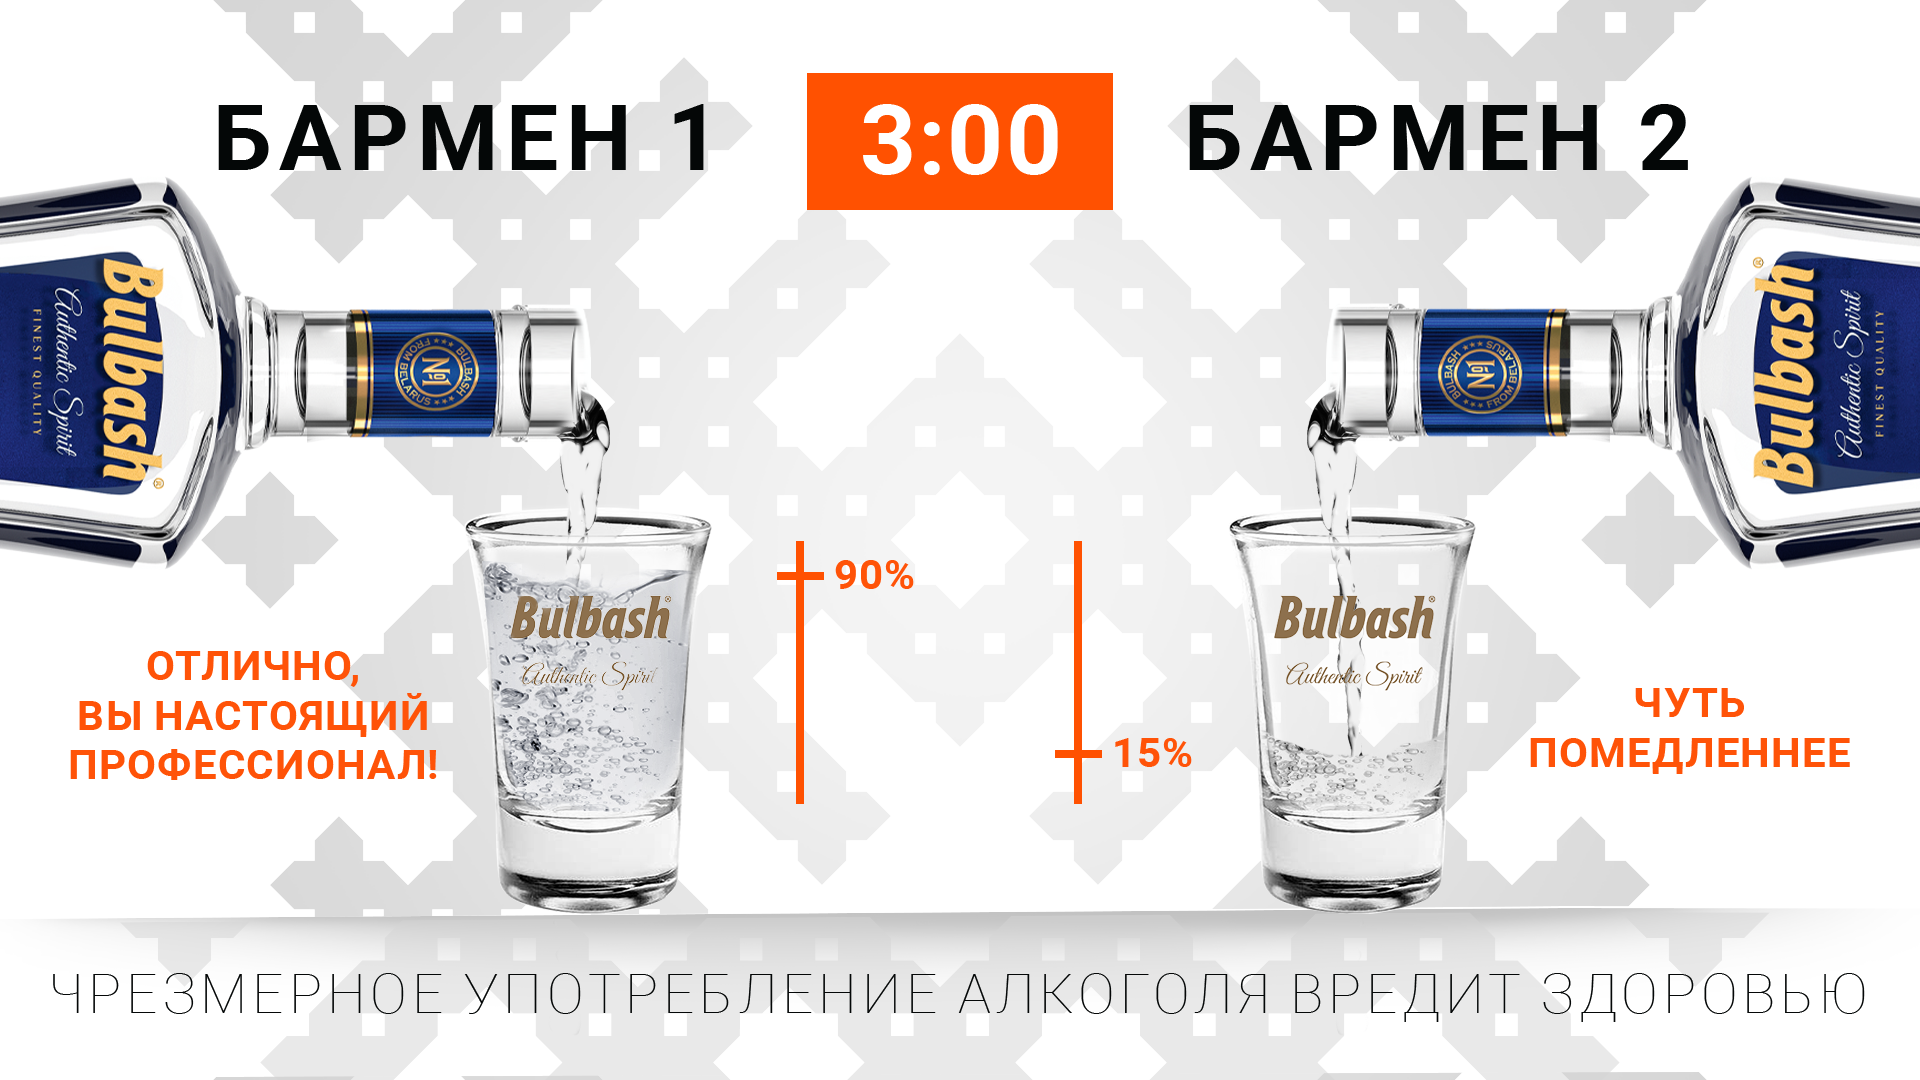 БАРМЕН 1
3:00
БАРМЕН 2
Bulbash®
Authentic Spirit
FINEST QUALITY
BULBASH
№1
FROM BELARUS
BULBASH
№1
FROM BELARUS
Bulbash®
Authentic Spirit
FINEST QUALITY
Bulbash®
Authentic Spirit
90%
Bulbash®
Authentic Spirit
15%
ОТЛИЧНО,
ВЫ НАСТОЯЩИЙ
ПРОФЕССИОНАЛ!
ЧУТЬ
ПОМЕДЛЕННЕЕ
ЧРЕЗМЕРНОЕ УПОТРЕБЛЕНИЕ АЛКОГОЛЯ ВРЕДИТ ЗДОРОВЬЮ